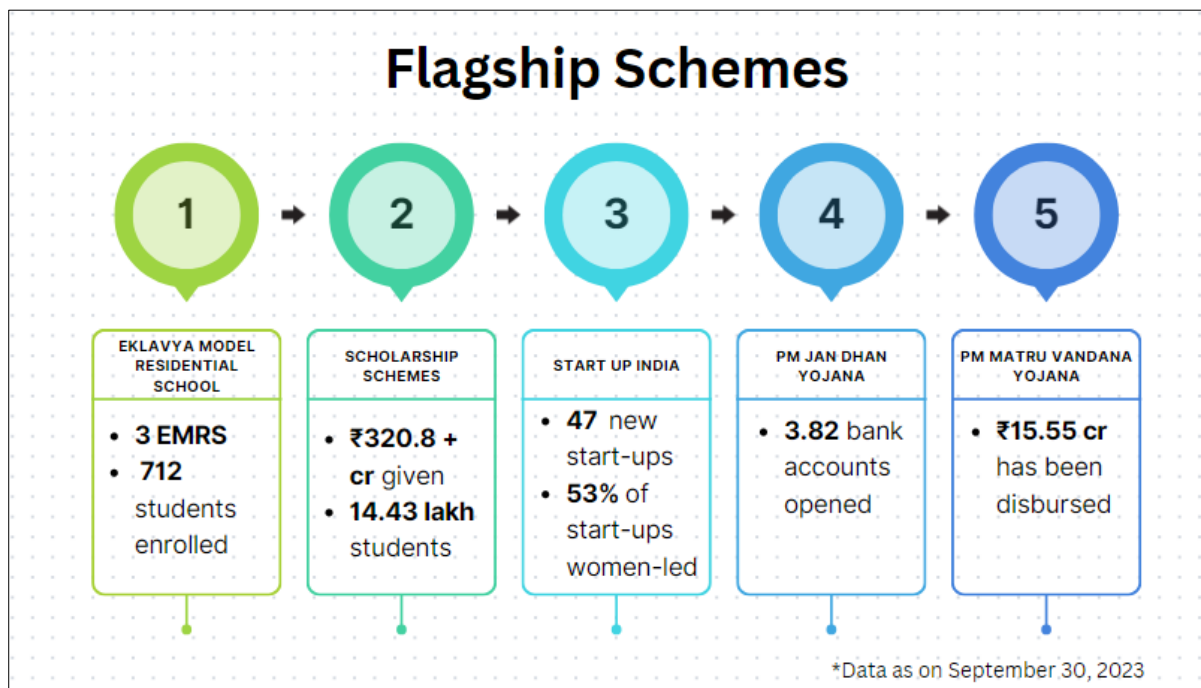 Flagship Schemes
1
2
3
4
5
EKLAVYA MODEL
RESIDENTIAL
SCHOOL
• 3 EMRS
• 712
students
enrolled
SCHOLARSHIP
SCHEMES
• ₹320.8 +
cr given
• 14.43 lakh
students
START UP INDIA
• 47 new
start-ups
• 53% of
start-ups
women-led
PM JAN DHAN
YOJANA
• 3.82 bank
accounts
opened
PM MATRU VANDANA
YOJANA
• ₹15.55 cr
has been
disbursed
*Data as on September 30, 2023